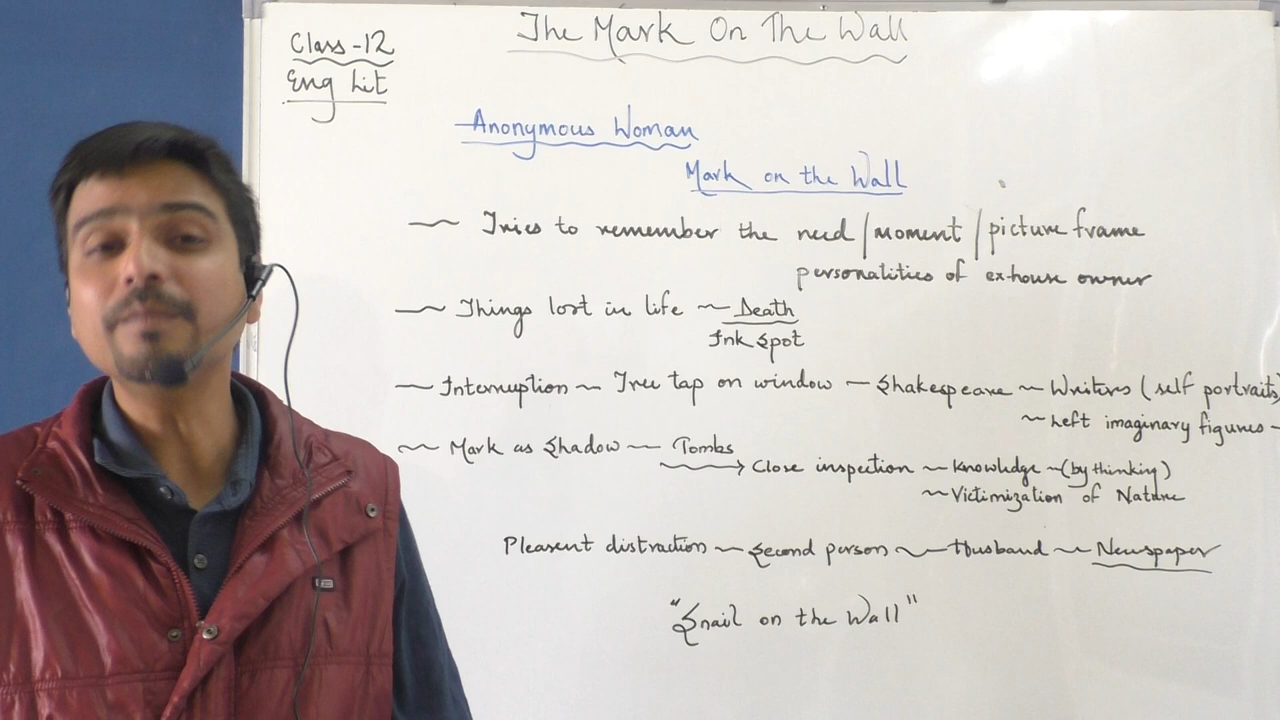 The Mark On The Wall
Class-12
Eng Lit
Anonymous Woman
Mark on the Wall
Tries to remember the need / moment / picture frame
personalities of exhouse owner
Things lost in life ~ Death
Ink Spot
Interruption ~ Tree tap on window - Shakespeare ~ Writers (self portraits)
~ Left imaginary figures -
Mark as Shadow ~ Tombs
Close inspection ~ Knowledge ~ (by thinking)
~ Victimization of Nature
Pleasent distraction ~ Second person ~ Husband ~ Newspaper
"Snail on the Wall"